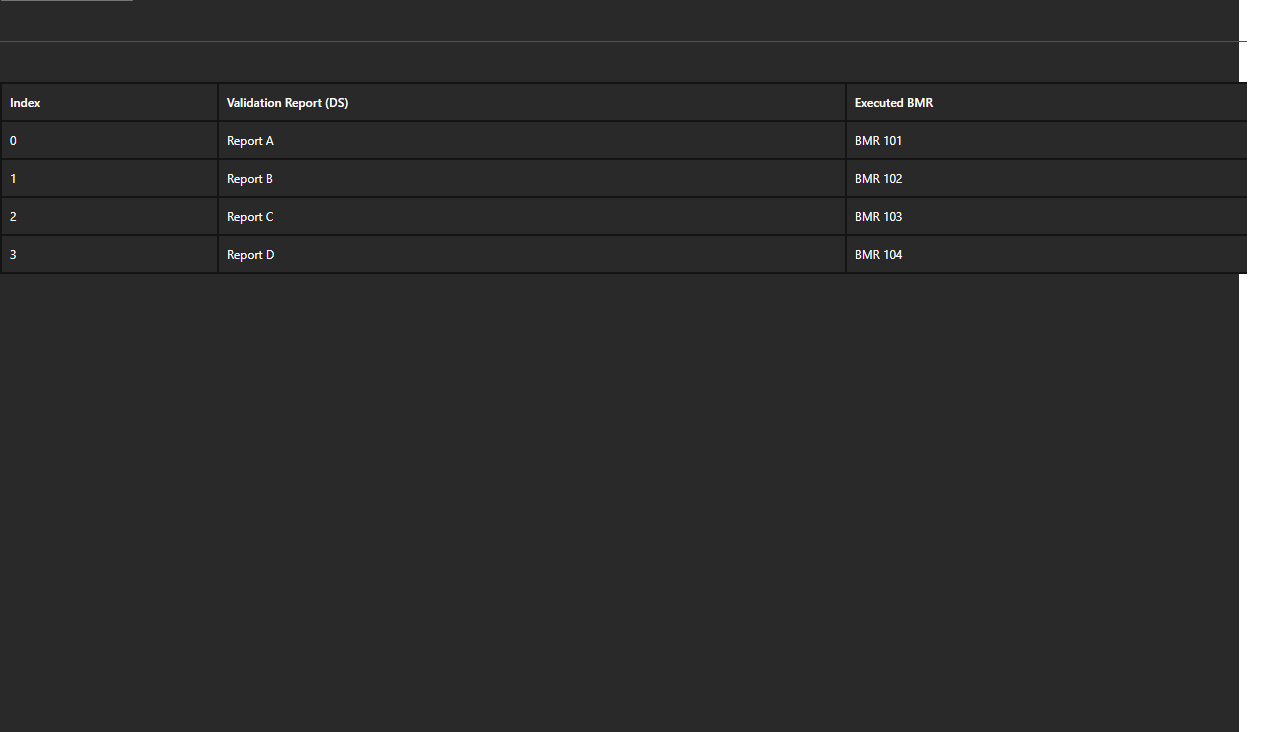 Index Validation Report (DS) Executed BMR
0 Report A BMR 101
1 Report B BMR 102
2 Report C BMR 103
3 Report D BMR 104